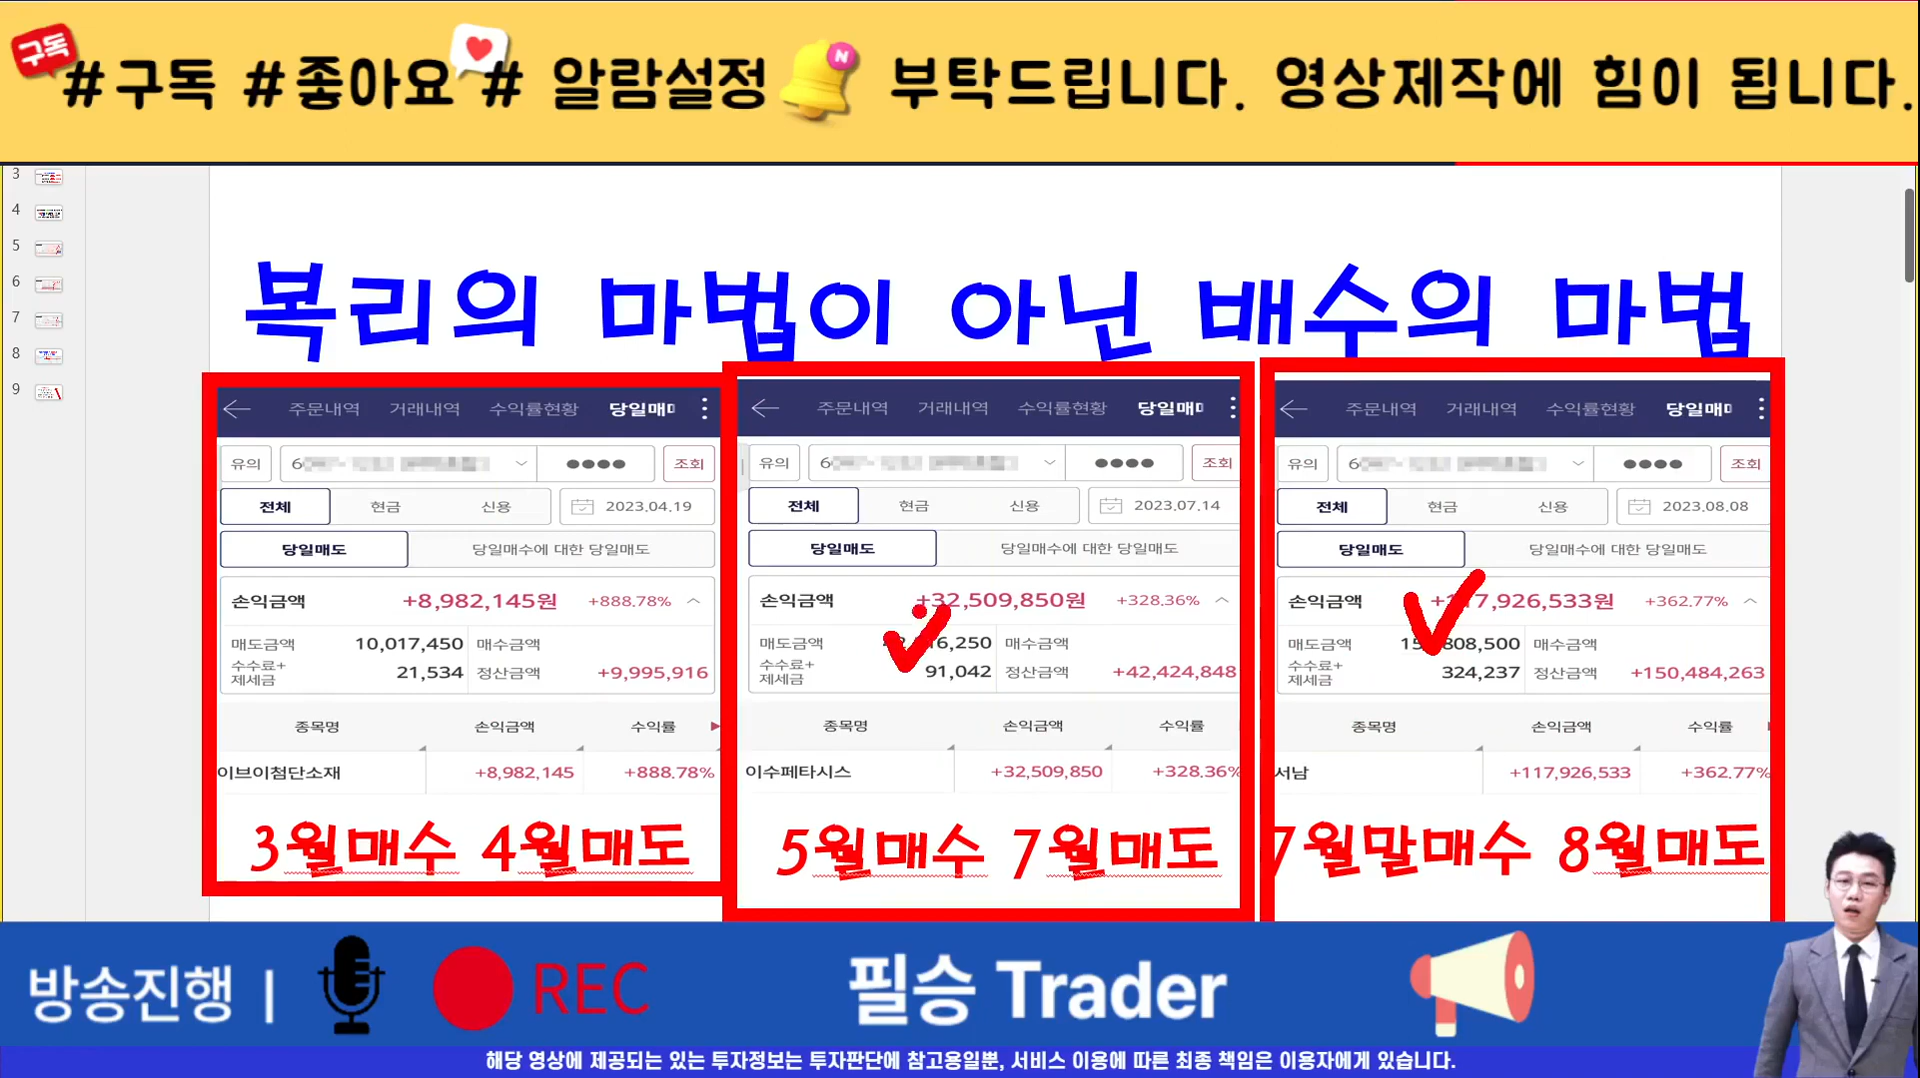 구독
#구독 #좋아요 # 알람설정 부탁드립니다. 영상제작에 힘이 됩니다.
N
3
4
5
6
7
8
9
복리의 마법이 아닌 배수의 마법
주문내역 거래내역 수익률현황 당일매
유의 6 ●●●● 조회
전체 현금 신용 2023.04.19
당일매도 당일매수에 대한 당일매도
손익금액 +8,982,145원 +888.78%
매도금액 10,017,450 매수금액
수수료+
제세금 21,534 정산금액 +9,995,916
종목명 손익금액 수익률
이브이첨단소재 +8,982,145 +888.78%
3월매수 4월매도
주문내역 거래내역 수익률현황 당일매
유의 6 ●●●● 조회
전체 현금 신용 2023.07.14
당일매도 당일매수에 대한 당일매도
손익금액 +32,509,850원 +328.36%
매도금액 16,250 매수금액
수수료+
제세금 91,042 정산금액 +42,424,848
종목명 손익금액 수익률
이수페타시스 +32,509,850 +328.36%
5월매수 7월매도
주문내역 거래내역 수익률현황 당일매
유의 6 ●●●● 조회
전체 현금 신용 2023.08.08
당일매도 당일매수에 대한 당일매도
손익금액 +117,926,533원 +362.77%
매도금액 808,500 매수금액
수수료+
제세금 324,237 정산금액 +150,484,263
종목명 손익금액 수익률
서남 +117,926,533 +362.77%
7월말매수 8월매도
방송진행 | REC 필승 Trader
해당 영상에 제공되는 있는 투자정보는 투자판단에 참고용일뿐, 서비스 이용에 따른 최종 책임은 이용자에게 있습니다.